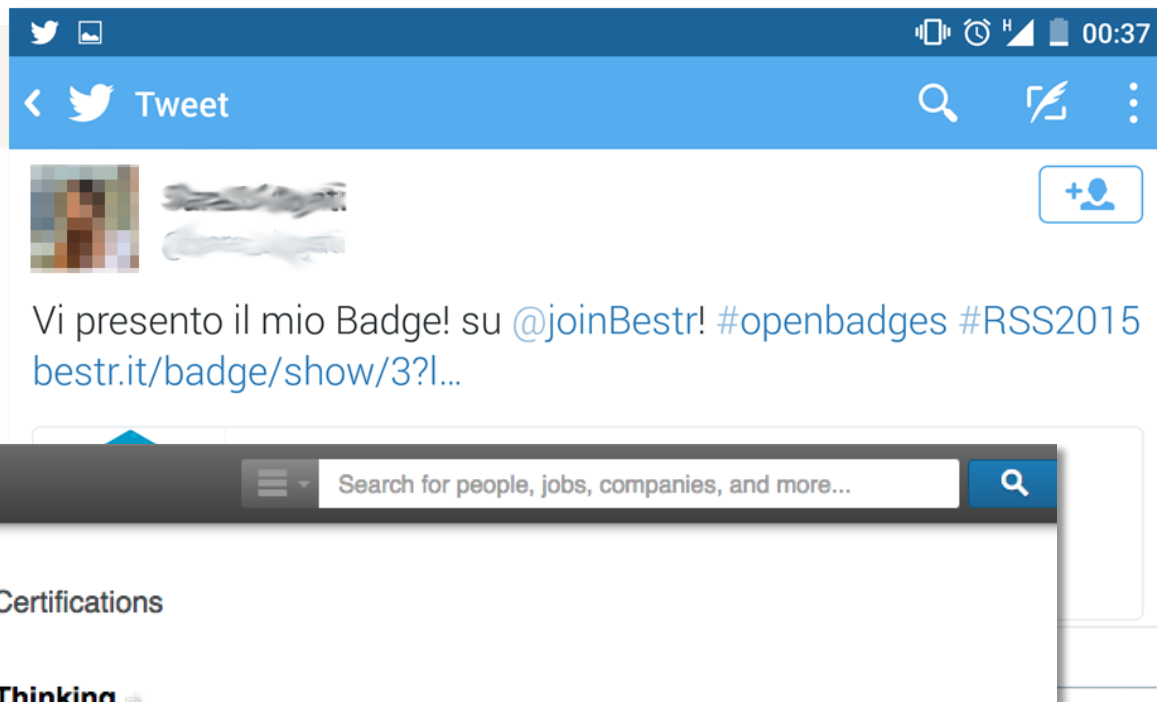 H 00:37
Tweet
Vi presento il mio Badge! su @joinBestr! #openbadges #RSS2015
bestr.it/badge/show/3?l...
Search for people, jobs, companies, and more...
Certifications
Thinking